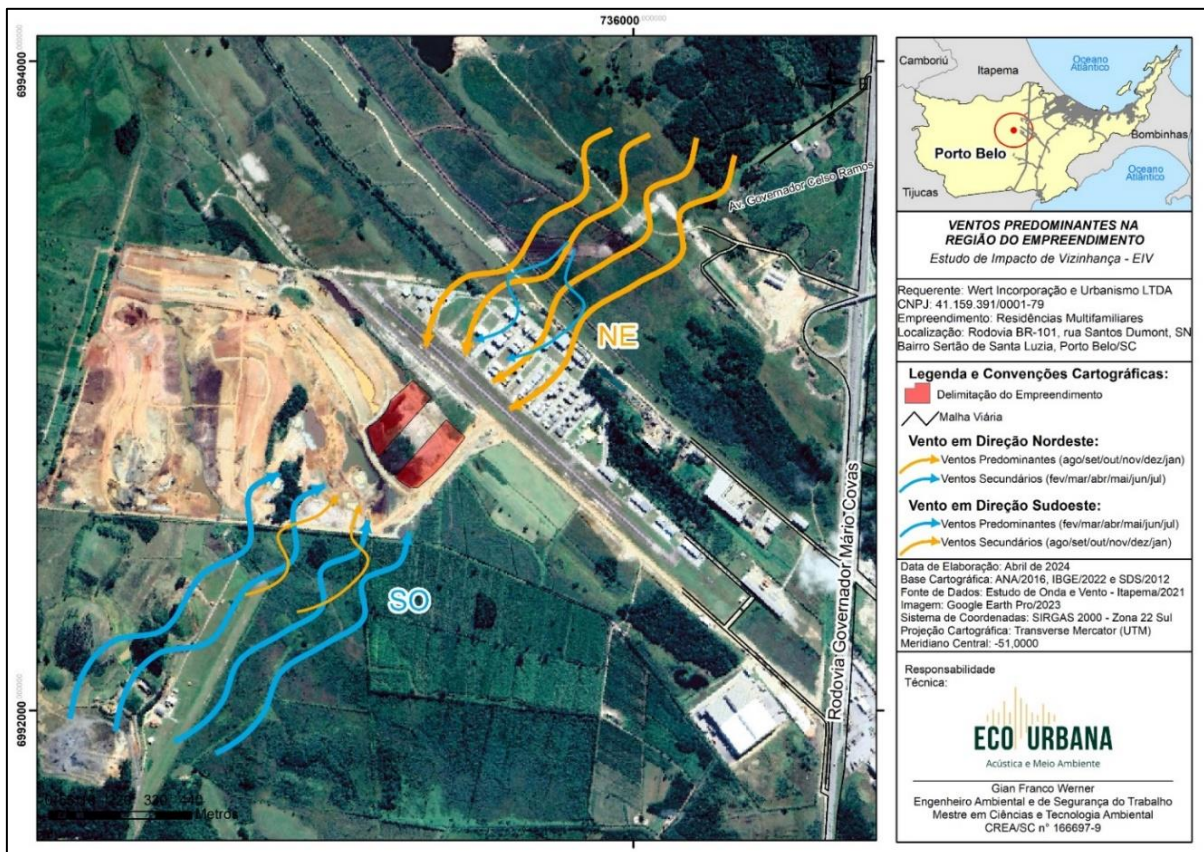 736000
6994000
6992000
Av. Governador Celso Ramos
NE
SO
Rodovia Governador Mário Covas
Metros
Camboriú
Itapema
Oceano
Atlântico
Porto Belo
Bombinhas
Tijucas
Oceano
Atlântico
VENTOS PREDOMINANTES NA
REGIÃO DO EMPREENDIMENTO
Estudo de Impacto de Vizinhança - EIV
Requerente: Wert Incorporação e Urbanismo LTDA
CNPJ: 41.159.391/0001-79
Empreendimento: Residências Multifamiliares
Localização: Rodovia BR-101, rua Santos Dumont, SN
Bairro Sertão de Santa Luzia, Porto Belo/SC
Legenda e Convenções Cartográficas:
Delimitação do Empreendimento
Malha Viária
Vento em Direção Nordeste:
Ventos Predominantes (ago/set/out/nov/dez/jan)
Ventos Secundários (fev/mar/abr/mai/jun/jul)
Vento em Direção Sudoeste:
Ventos Predominantes (fev/mar/abr/mai/jun/jul)
Ventos Secundários (ago/set/out/nov/dez/jan)
Data de Elaboração: Abril de 2024
Base Cartográfica: ANA/2016, IBGE/2022 e SDS/2012
Fonte de Dados: Estudo de Onda e Vento - Itapema/2021
Imagem: Google Earth Pro/2023
Sistema de Coordenadas: SIRGAS 2000 - Zona 22 Sul
Projeção Cartográfica: Transverse Mercator (UTM)
Meridiano Central: -51,0000
Responsabilidade
Técnica:
ECO URBANA
Acústica e Meio Ambiente
Gian Franco Werner
Engenheiro Ambiental e de Segurança do Trabalho
Mestre em Ciências e Tecnologia Ambiental
CREA/SC n° 166697-9